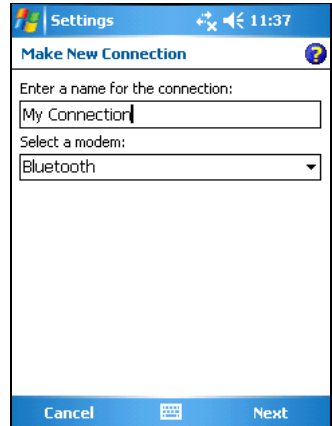 Settings 11:37
Make New Connection
Enter a name for the connection:
My Connection
Select a modem:
Bluetooth
Cancel Next